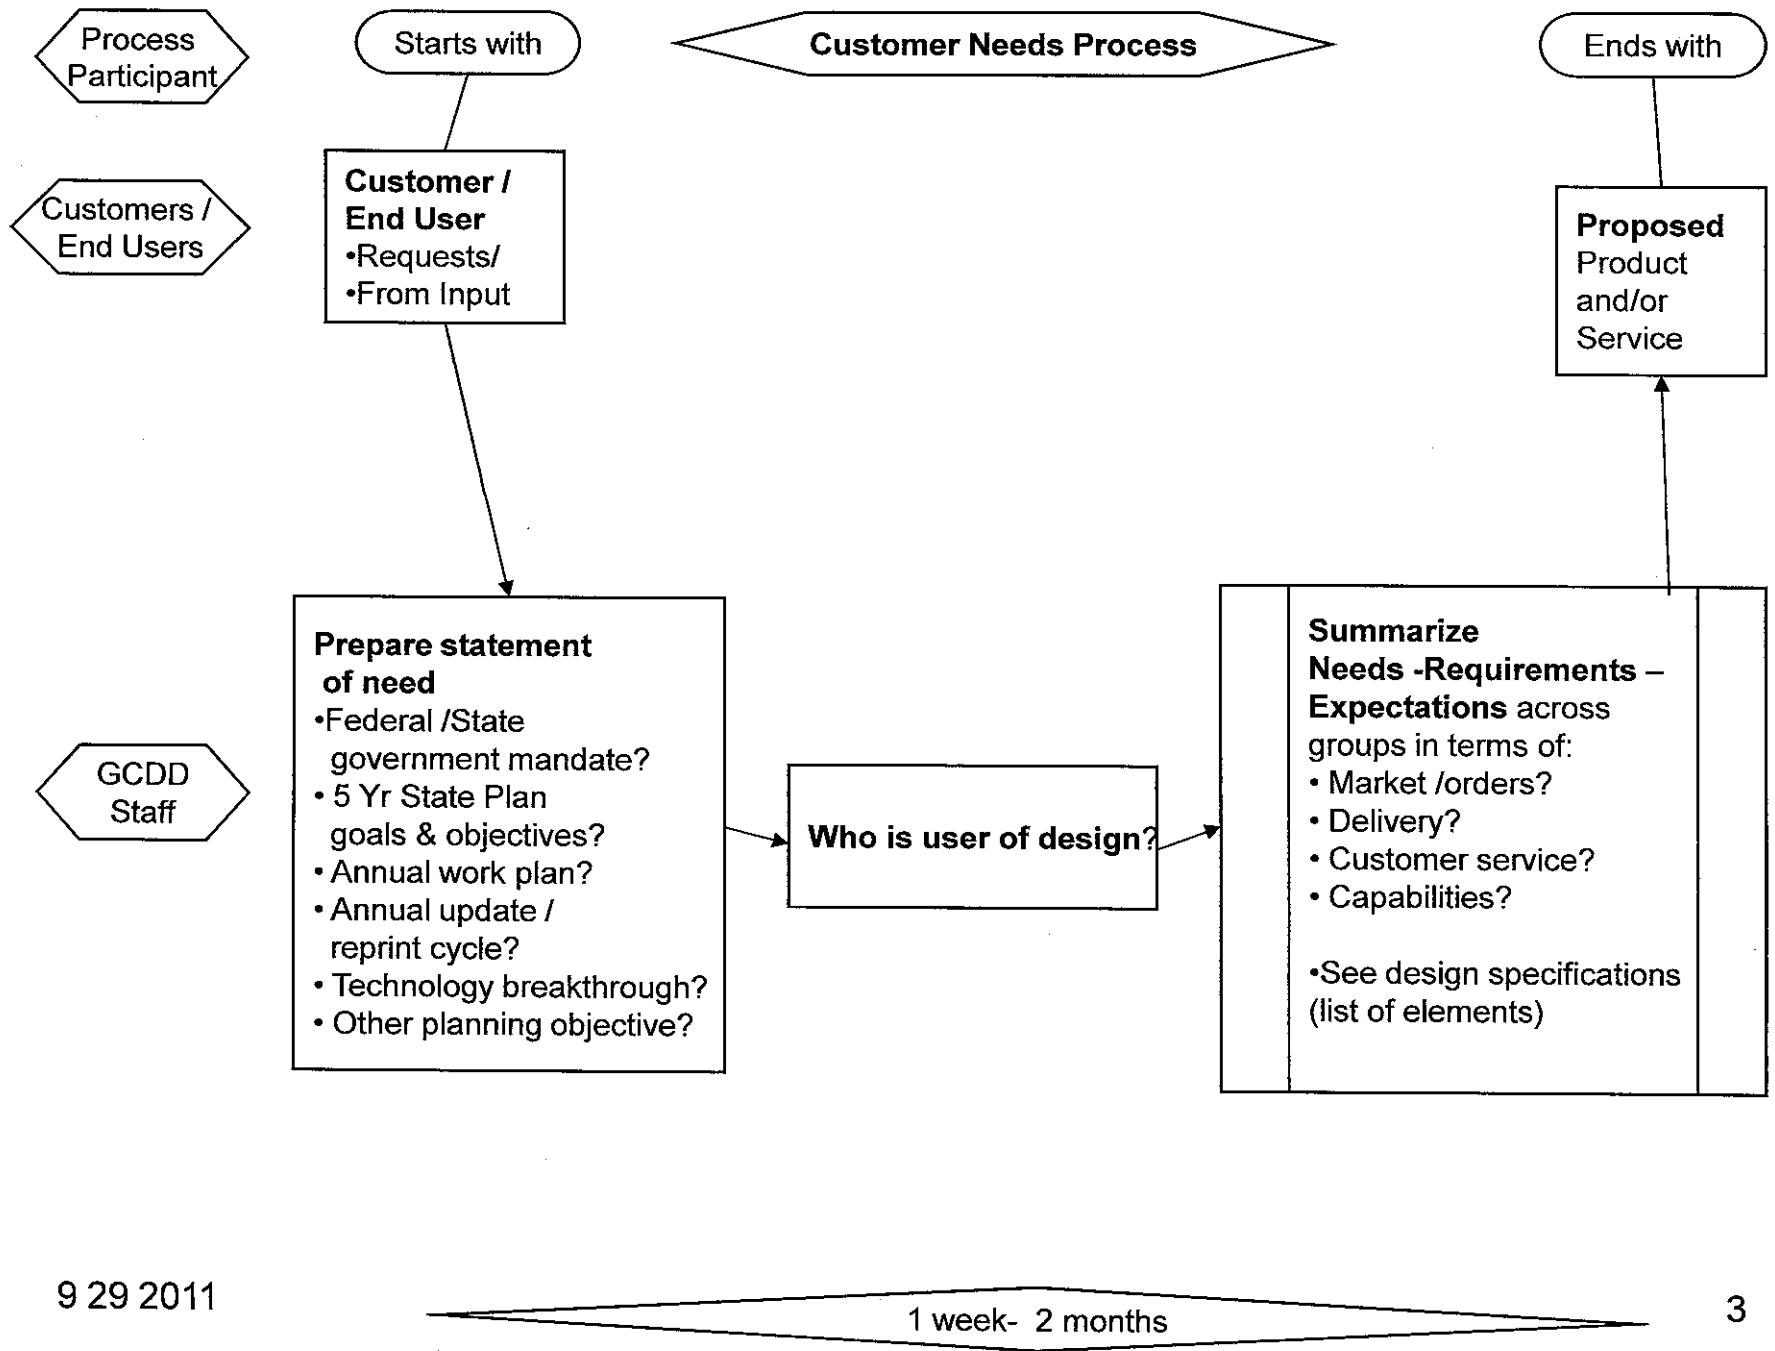 Process
Participant
Starts with
Customer Needs Process
Ends with
Customers /
End Users
Customer /
End User
•Requests/
•From Input
Proposed
Product
and/or
Service
GCDD
Staff
Prepare statement
of need
•Federal /State
government mandate?
• 5 Yr State Plan
goals & objectives?
• Annual work plan?
• Annual update /
reprint cycle?
• Technology breakthrough?
• Other planning objective?
Who is user of design?
Summarize
Needs -Requirements –
Expectations across
groups in terms of:
• Market /orders?
• Delivery?
• Customer service?
• Capabilities?
•See design specifications
(list of elements)
9 29 2011
1 week- 2 months
3